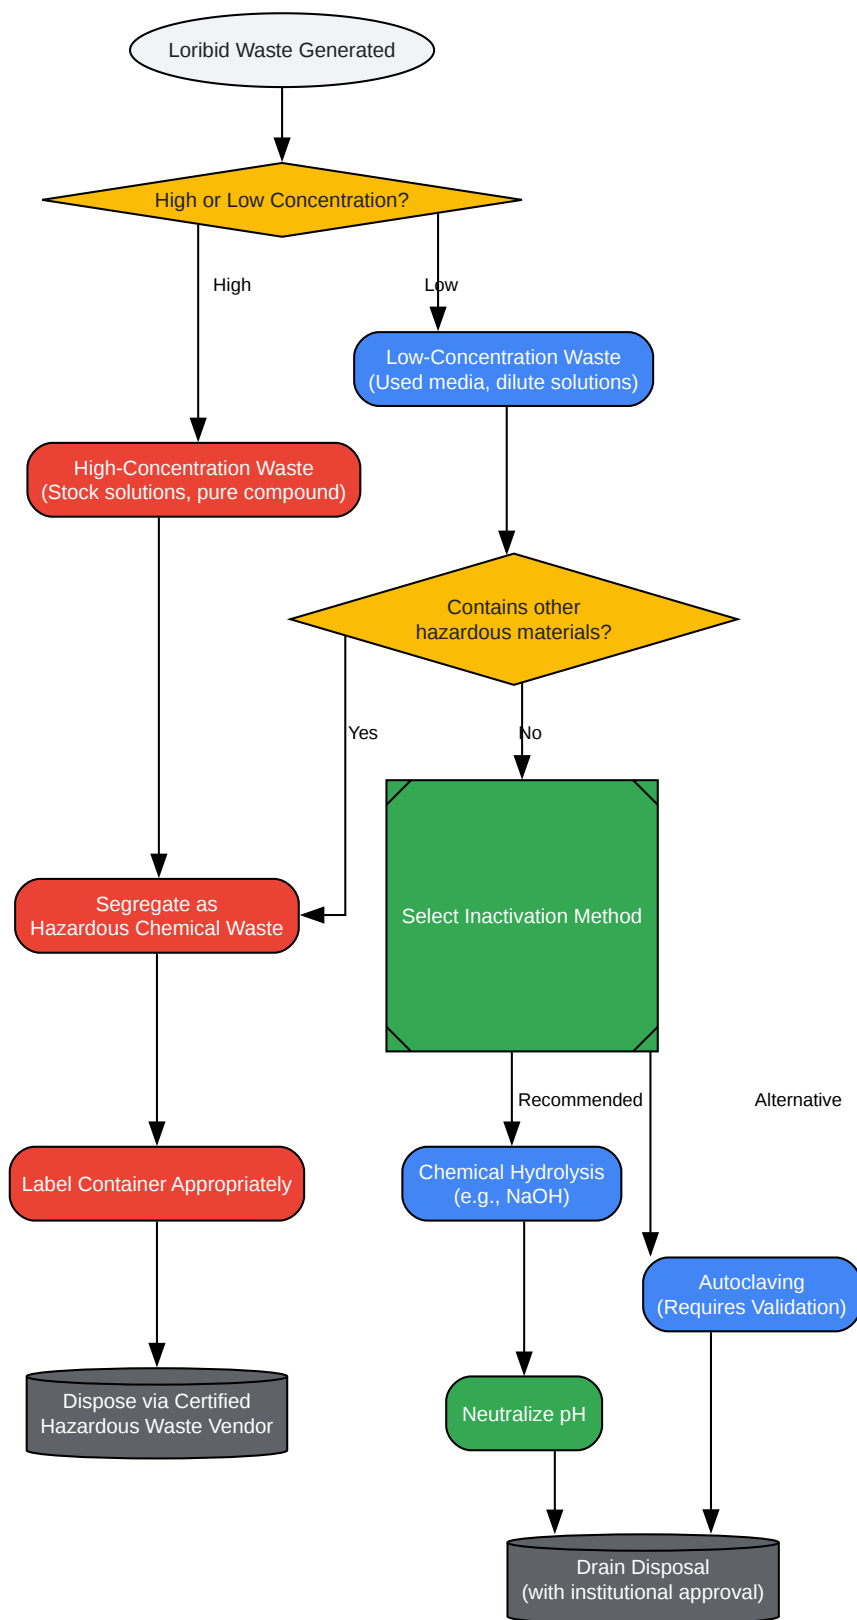 Loribid Waste Generated
High or Low Concentration?
High
Low
Low-Concentration Waste
(Used media, dilute solutions)
High-Concentration Waste
(Stock solutions, pure compound)
Contains other
hazardous materials?
Yes
No
Segregate as
Hazardous Chemical Waste
Select Inactivation Method
Recommended
Alternative
Label Container Appropriately
Chemical Hydrolysis
(e.g., NaOH)
Autoclaving
(Requires Validation)
Dispose via Certified
Hazardous Waste Vendor
Neutralize pH
Drain Disposal
(with institutional approval)